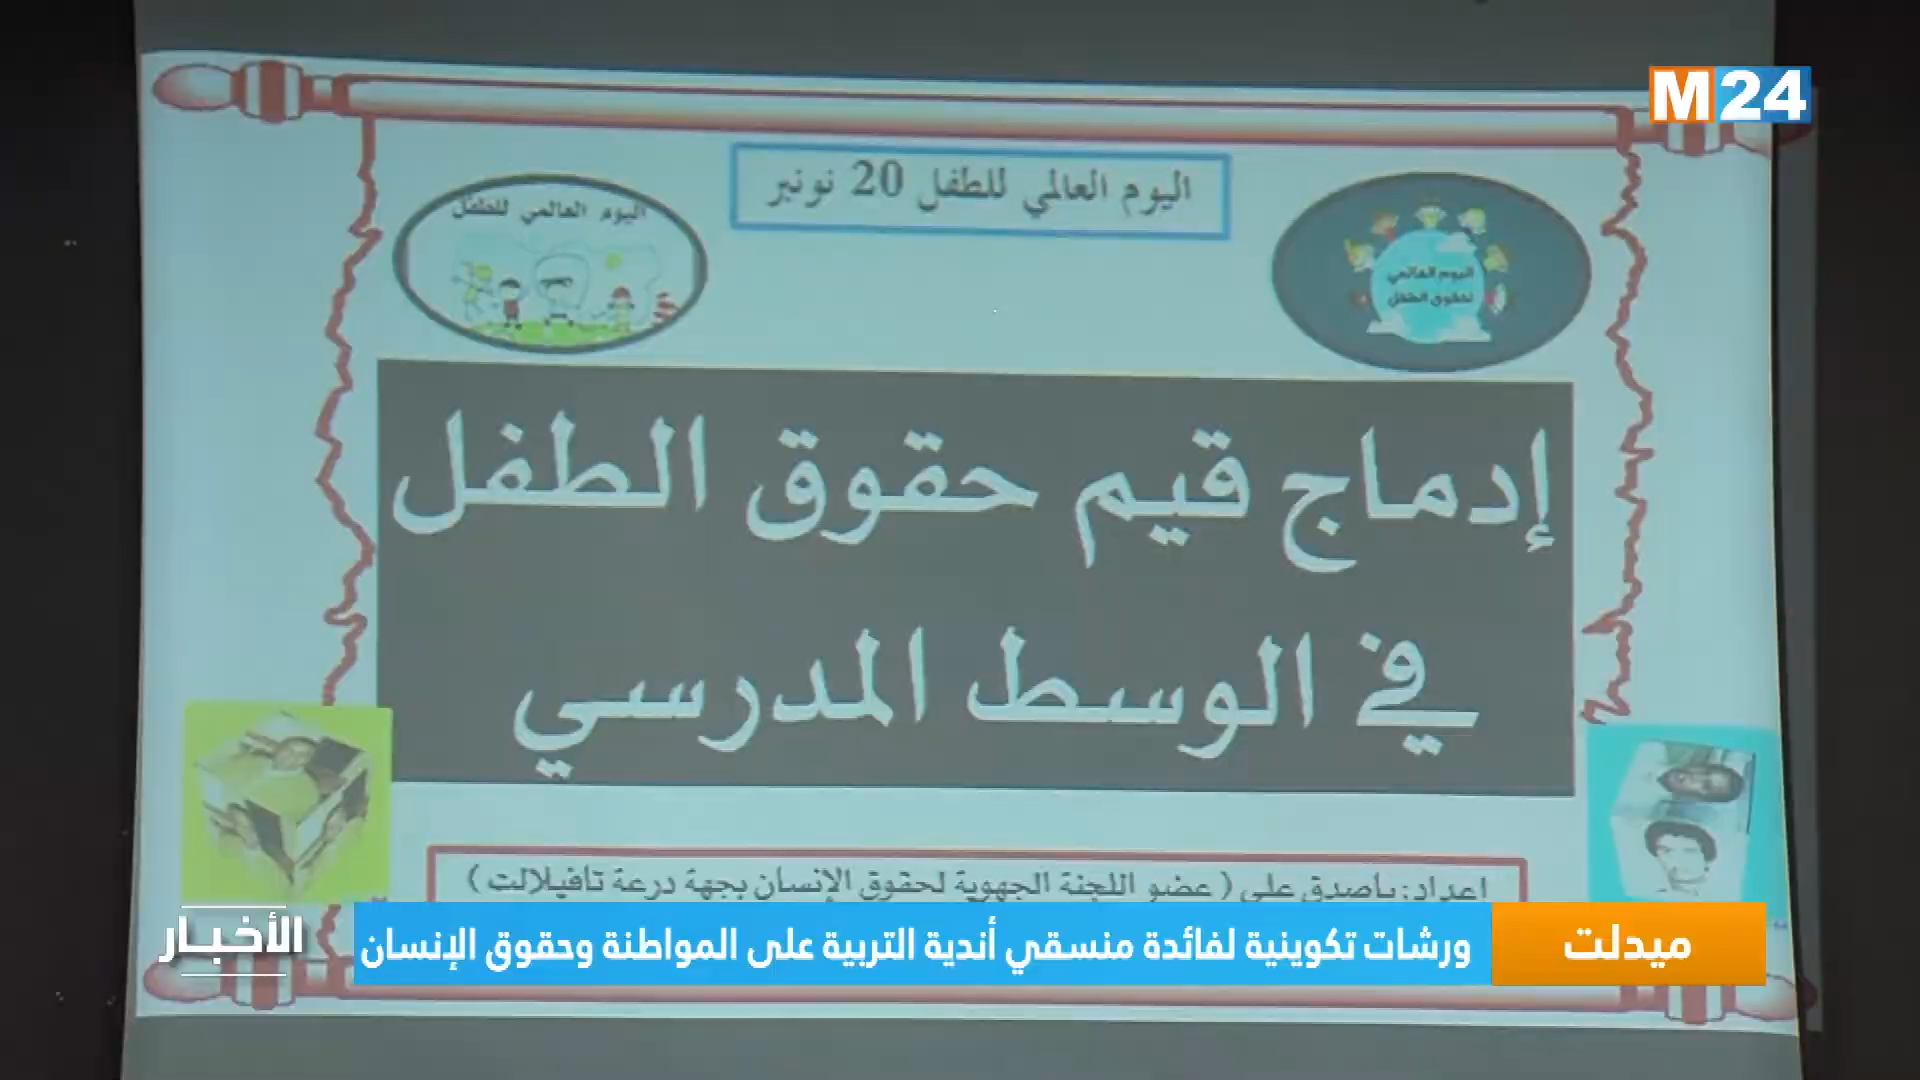 M24
اليوم العالمي للطفل 20 نونبر
اليوم العالمي
لحقوق الطفل
اليوم العالمي للطفل
إدماج قيم حقوق الطفل
في الوسط المدرسي
إعداد: باصدق علي (عضو اللجنة الجهوية لحقوق الإنسان بجهة درعة تافيلالت)
ميدلت
ورشات تكوينية لفائدة منسقي أندية التربية على المواطنة وحقوق الإنسان
الأخبار